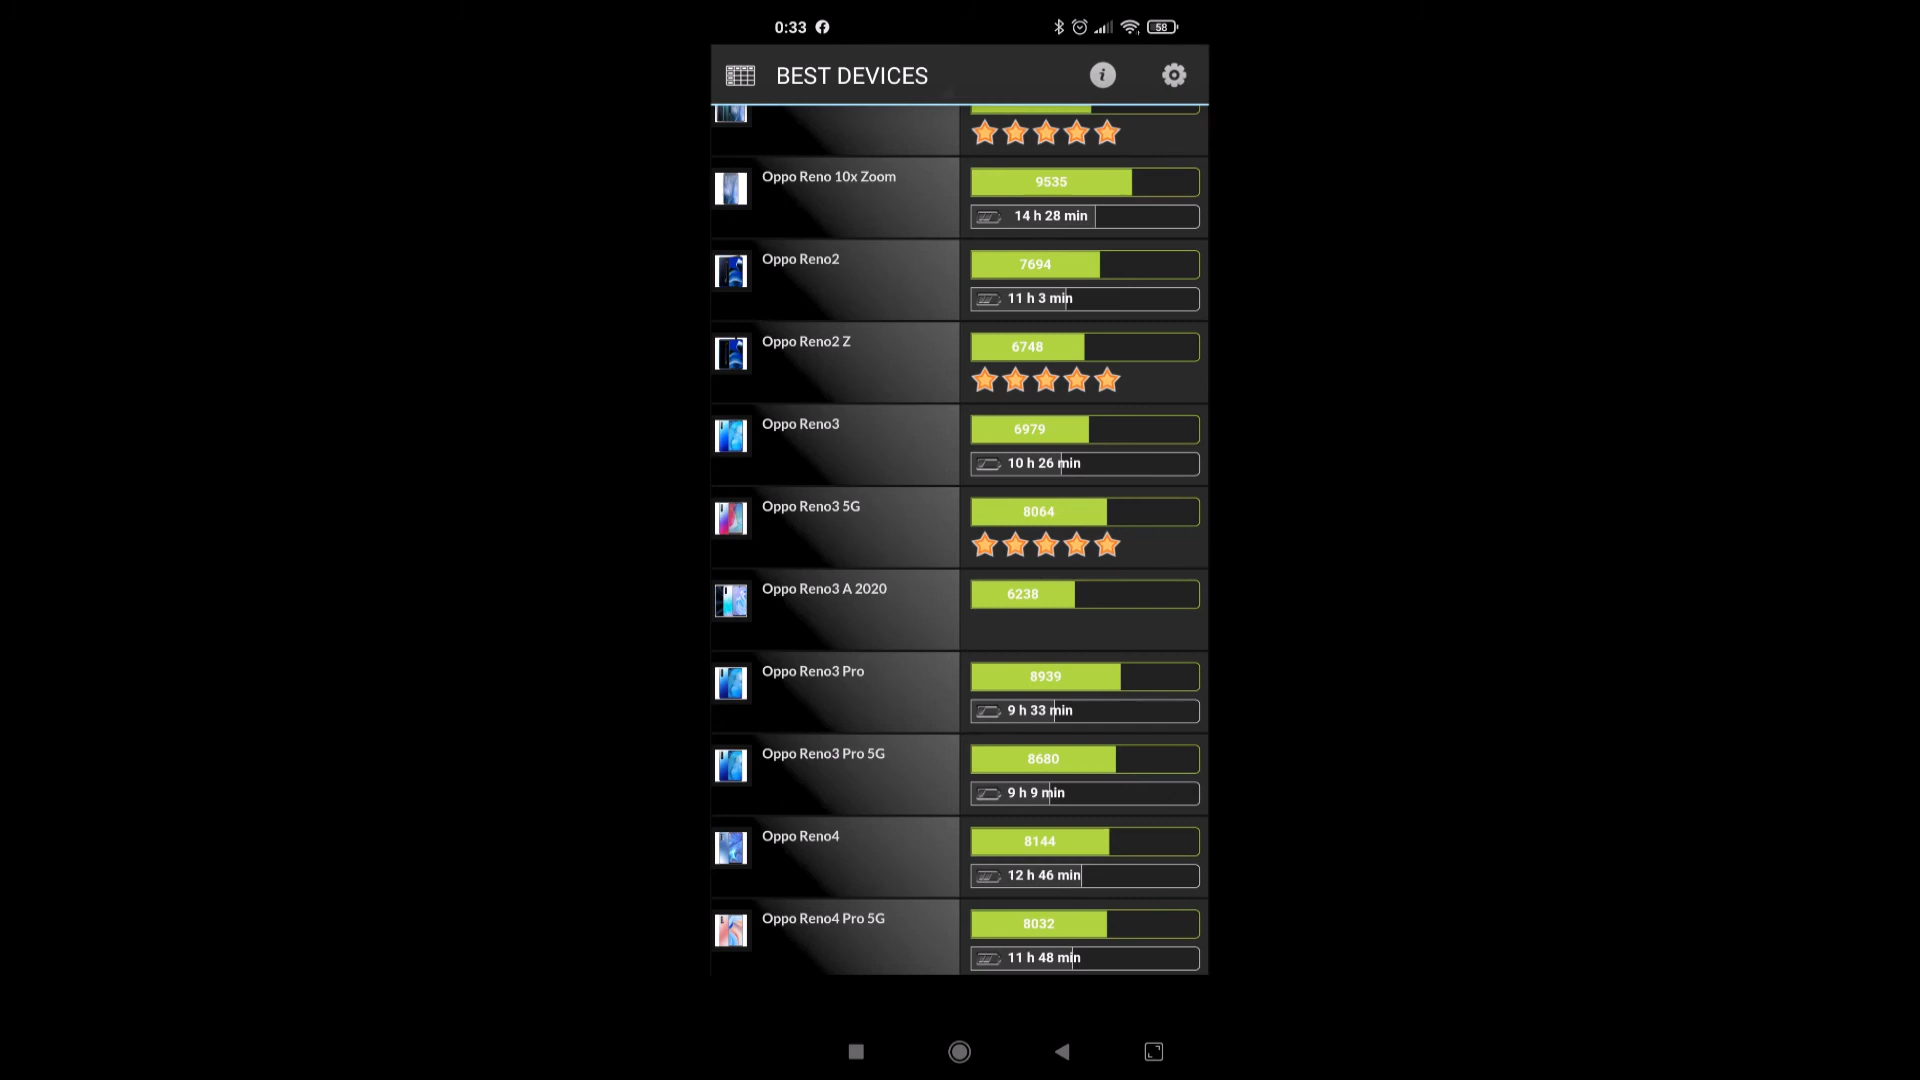 0:33
58
BEST DEVICES
Oppo Reno 10x Zoom
9535
14 h 28 min
Oppo Reno2
7694
11 h 3 min
Oppo Reno2 Z
6748
Oppo Reno3
6979
10 h 26 min
Oppo Reno3 5G
8064
Oppo Reno3 A 2020
6238
Oppo Reno3 Pro
8939
9 h 33 min
Oppo Reno3 Pro 5G
8680
9 h 9 min
Oppo Reno4
8144
12 h 46 min
Oppo Reno4 Pro 5G
8032
11 h 48 min